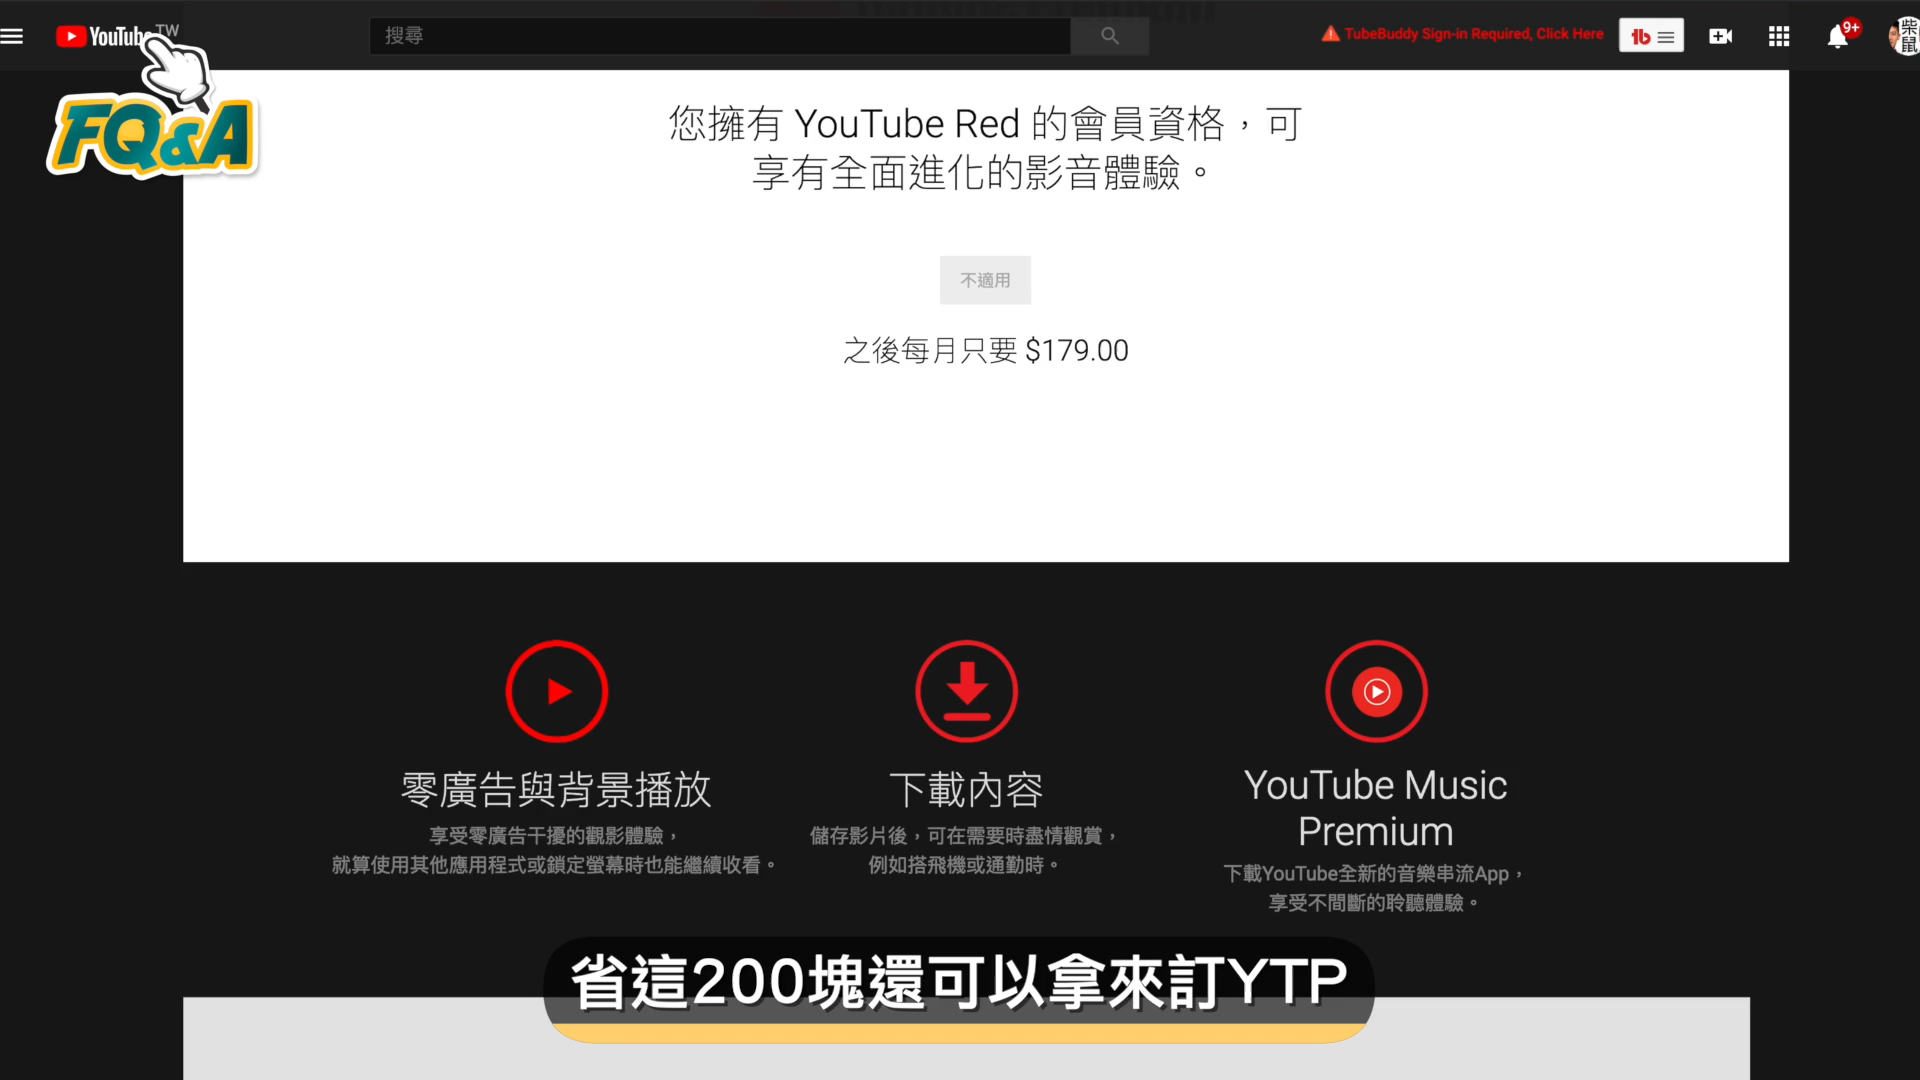 YouTube TW
搜尋
TubeBuddy Sign-in Required, Click Here
tb
9+
柴鼠
FQ&A
您擁有 YouTube Red 的會員資格，可
享有全面進化的影音體驗。
不適用
之後每月只要 $179.00
零廣告與背景播放
享受零廣告干擾的觀影體驗，
就算使用其他應用程式或鎖定螢幕時也能繼續收看。
下載內容
儲存影片後，可在需要時盡情觀賞，
例如搭飛機或通勤時。
YouTube Music
Premium
下載YouTube全新的音樂串流App，
享受不間斷的聆聽體驗。
省這200塊還可以拿來訂YTP